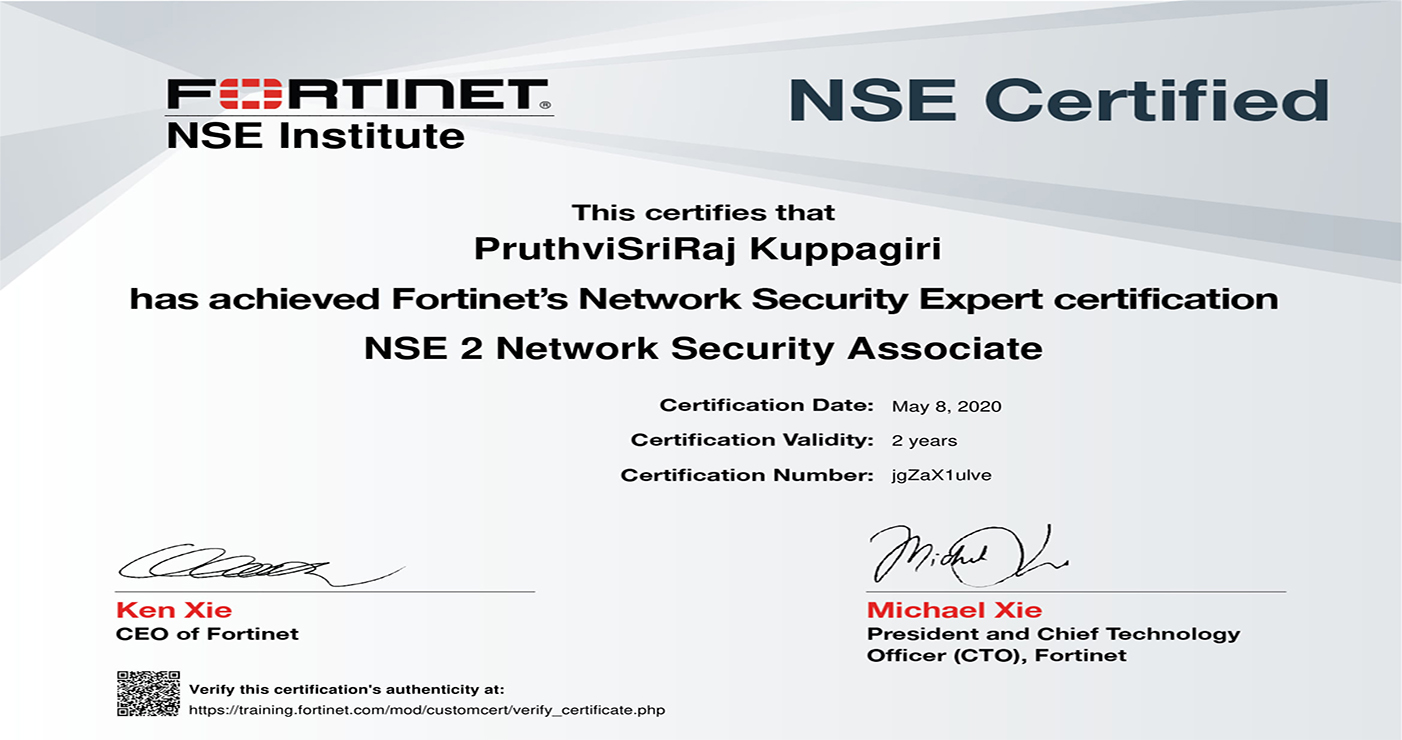 FORTINET®
NSE Institute
NSE Certified
This certifies that
PruthviSriRaj Kuppagiri
has achieved Fortinet’s Network Security Expert certification
NSE 2 Network Security Associate
Certification Date: May 8, 2020
Certification Validity: 2 years
Certification Number: jgZaX1ulve
Ken Xie
CEO of Fortinet
Michael Xie
President and Chief Technology
Officer (CTO), Fortinet
Verify this certification's authenticity at:
https://training.fortinet.com/mod/customcert/verify_certificate.php